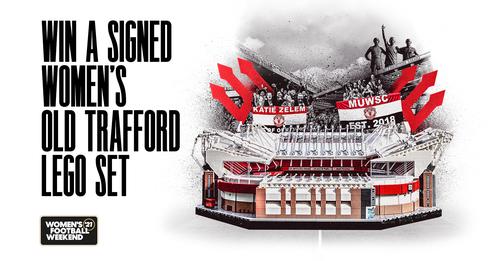 WIN A SIGNED
WOMEN'S
OLD TRAFFORD
LEGO SET
KATIE ZELEM
MUWSC
EST. 2018
WOMEN'S '21
FOOTBALL
WEEKEND